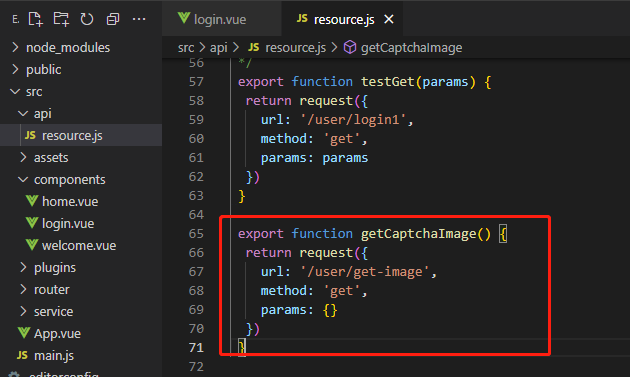 E.
login.vue
JS resource.js
node_modules
public
src
api
JS resource.js
assets
components
home.vue
login.vue
welcome.vue
plugins
router
service
App.vue
JS main.js
src > api > JS resource.js > getCaptchaImage
56 */
57 export function testGet(params) {
58 return request({
59 url: '/user/login1',
60 method: 'get',
61 params: params
62 })
63 }
64
65 export function getCaptchaImage() {
66 return request({
67 url: '/user/get-image',
68 method: 'get',
69 params: {}
70 })
71 }
72